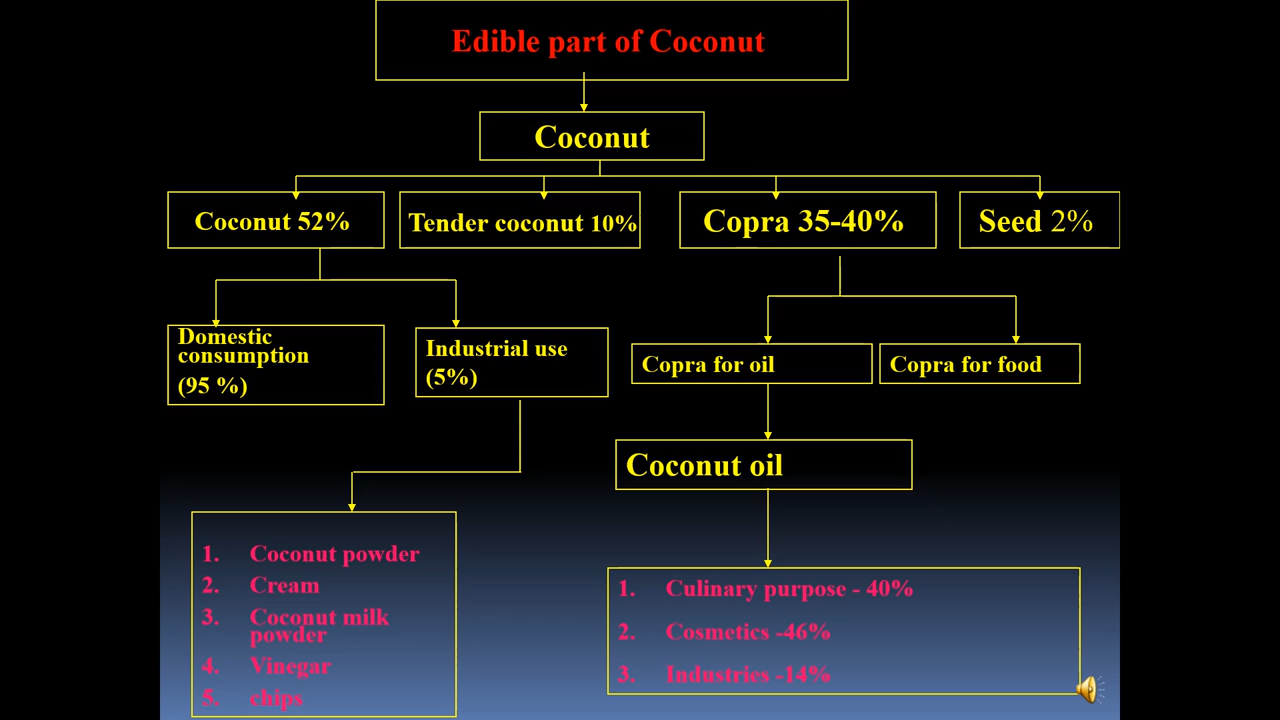 Edible part of Coconut
Coconut
Coconut 52%
Tender coconut 10%
Copra 35-40%
Seed 2%
Domestic
consumption
(95 %)
Industrial use
(5%)
Copra for oil
Copra for food
Coconut oil
1. Coconut powder
2. Cream
3. Coconut milk
powder
4. Vinegar
5. chips
1. Culinary purpose - 40%
2. Cosmetics -46%
3. Industries -14%